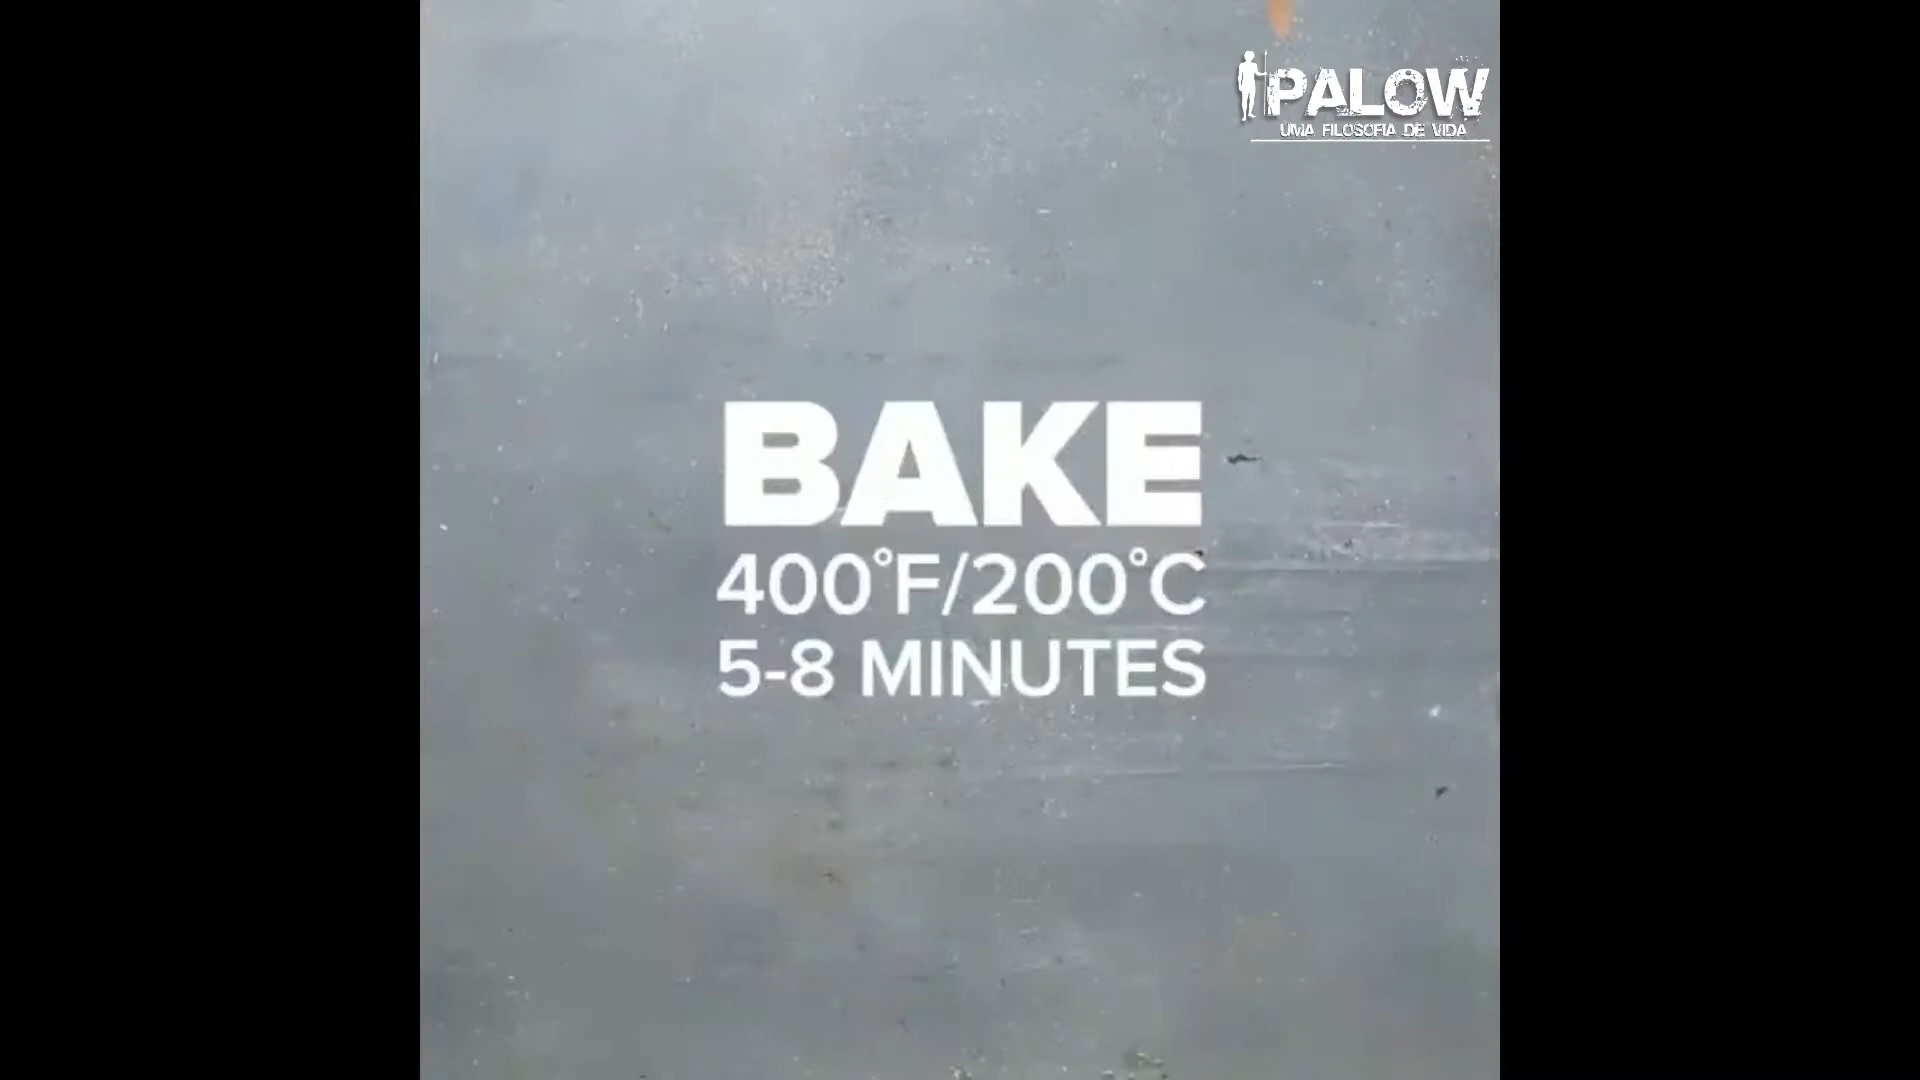 PALOW
UMA FILOSOFIA DE VIDA
BAKE
400°F/200°C
5-8 MINUTES